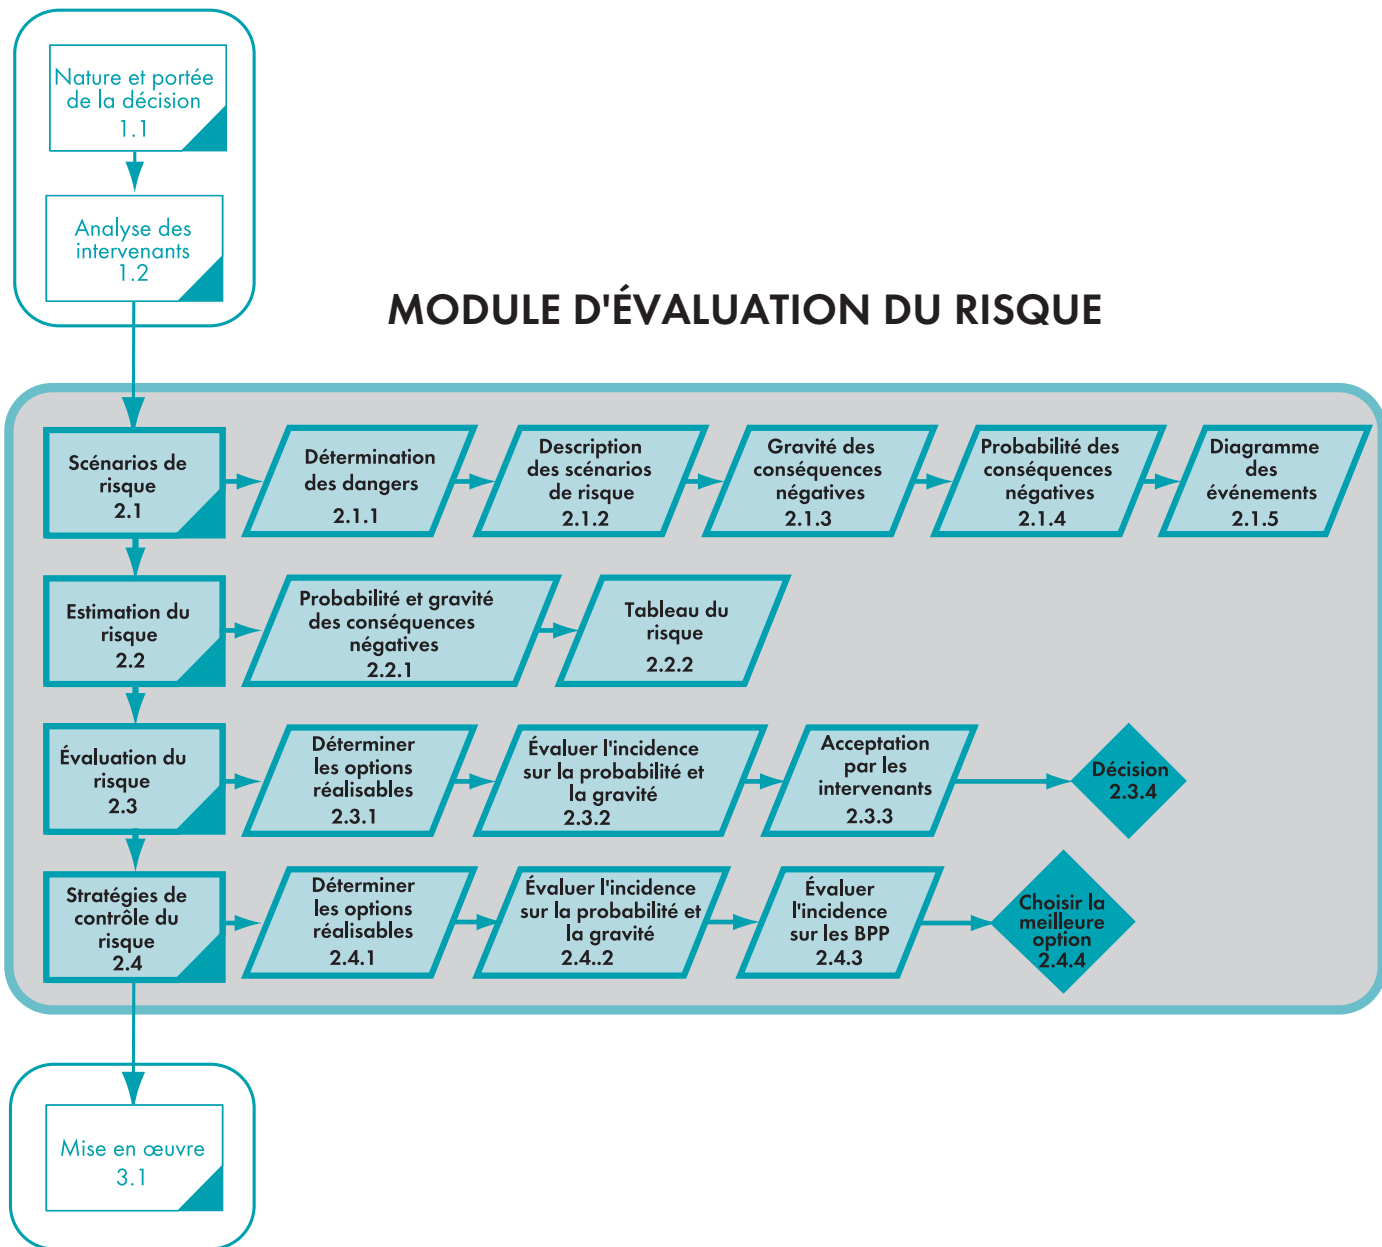 Nature et portée
de la décision
1.1
Analyse des
intervenants
1.2
MODULE D'ÉVALUATION DU RISQUE
Scénarios de
risque
2.1
Détermination
des dangers
2.1.1
Description
des scénarios
de risque
2.1.2
Gravité des
conséquences
négatives
2.1.3
Probabilité des
conséquences
négatives
2.1.4
Diagramme
des
événements
2.1.5
Estimation du
risque
2.2
Probabilité et gravité
des conséquences
négatives
2.2.1
Tableau du
risque
2.2.2
Évaluation du
risque
2.3
Déterminer
les options
réalisables
2.3.1
Évaluer l'incidence
sur la probabilité et
la gravité
2.3.2
Acceptation
par les
intervenants
2.3.3
Décision
2.3.4
Stratégies de
contrôle du
risque
2.4
Déterminer
les options
réalisables
2.4.1
Évaluer l'incidence
sur la probabilité et
la gravité
2.4..2
Évaluer
l'incidence
sur les BPP
2.4.3
Choisir la
meilleure
option
2.4.4
Mise en œuvre
3.1